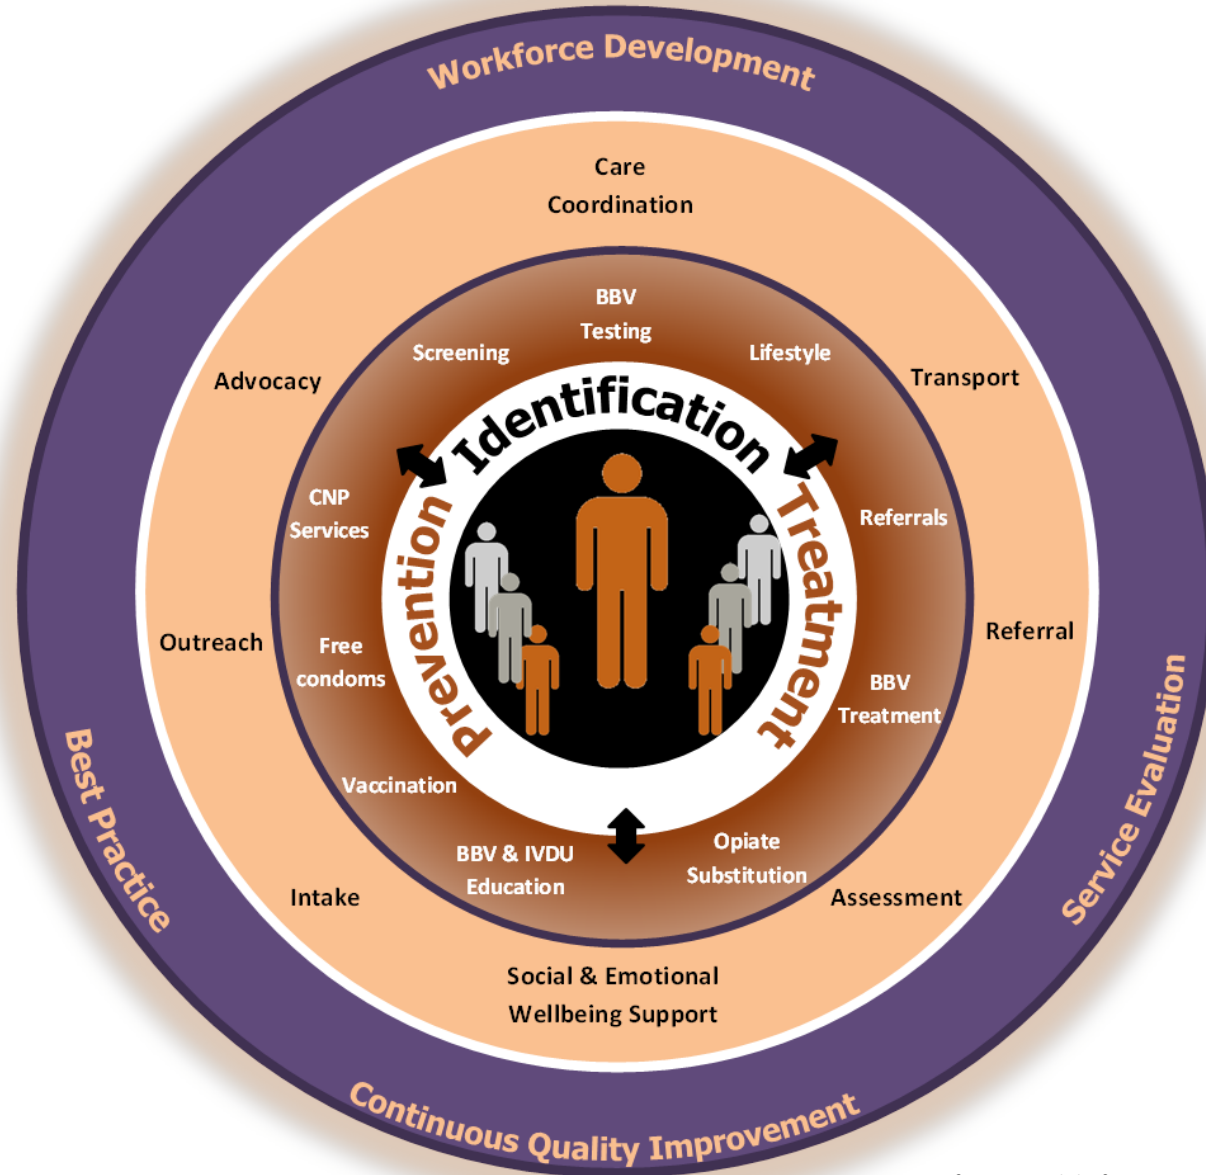 Workforce Development
Care
Coordination
Advocacy
Transport
Outreach
Referral
Intake
Assessment
Social & Emotional
Wellbeing Support
BBV
Testing
Screening
Lifestyle
CNP
Services
Referrals
Free
condoms
BBV
Treatment
Vaccination
BBV & IVDU
Education
Opiate
Substitution
Identification
Prevention
Treatment
Best Practice
Service Evaluation
Continuous Quality Improvement